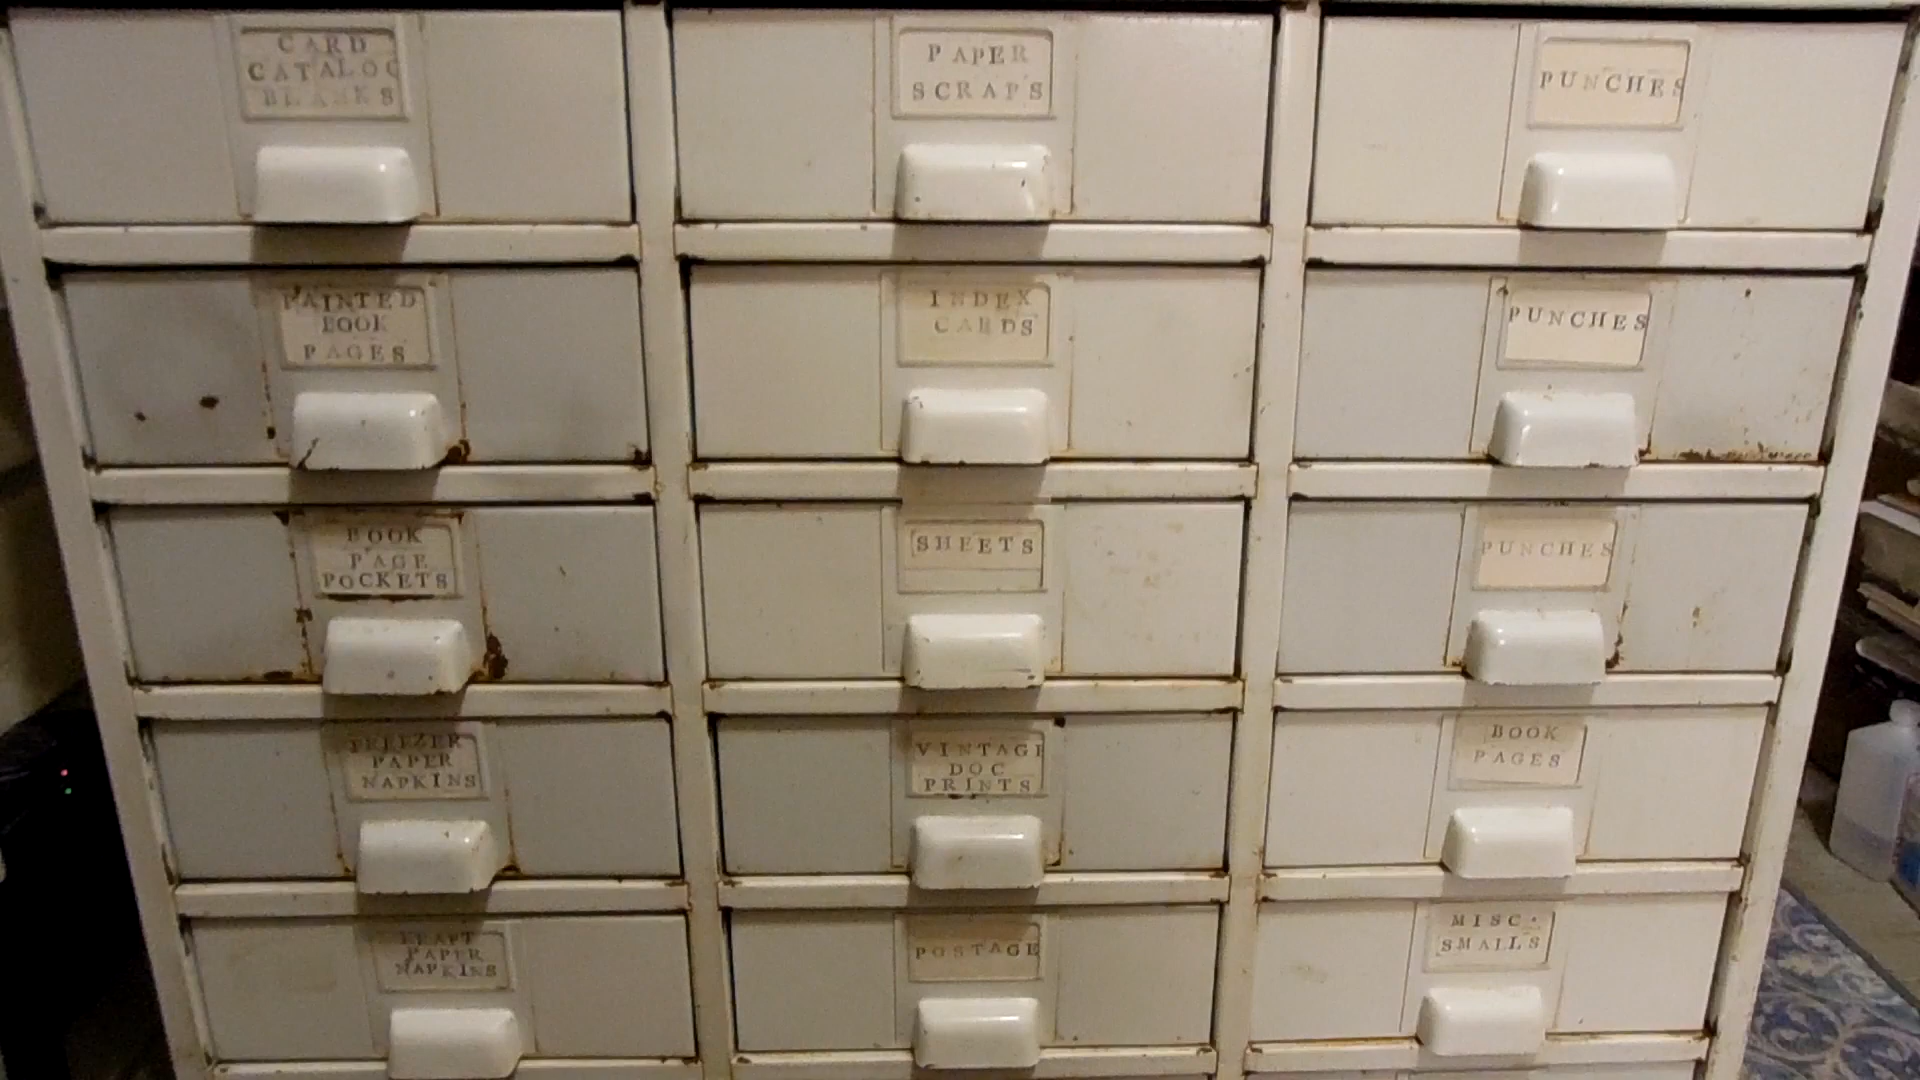 CARD
CATALOG
BLANKS
PAPER
SCRAPS
PUNCHES
PAINTED
BOOK
PAGES
INDEX
CARDS
PUNCHES
BOOK
PAGE
POCKETS
SHEETS
PUNCHES
FREEZER
PAPER
NAPKINS
VINTAGE
DOC
PRINTS
BOOK
PAGES
KRAFT
PAPER
NAPKINS
POSTAGE
MISC.
SMALLS